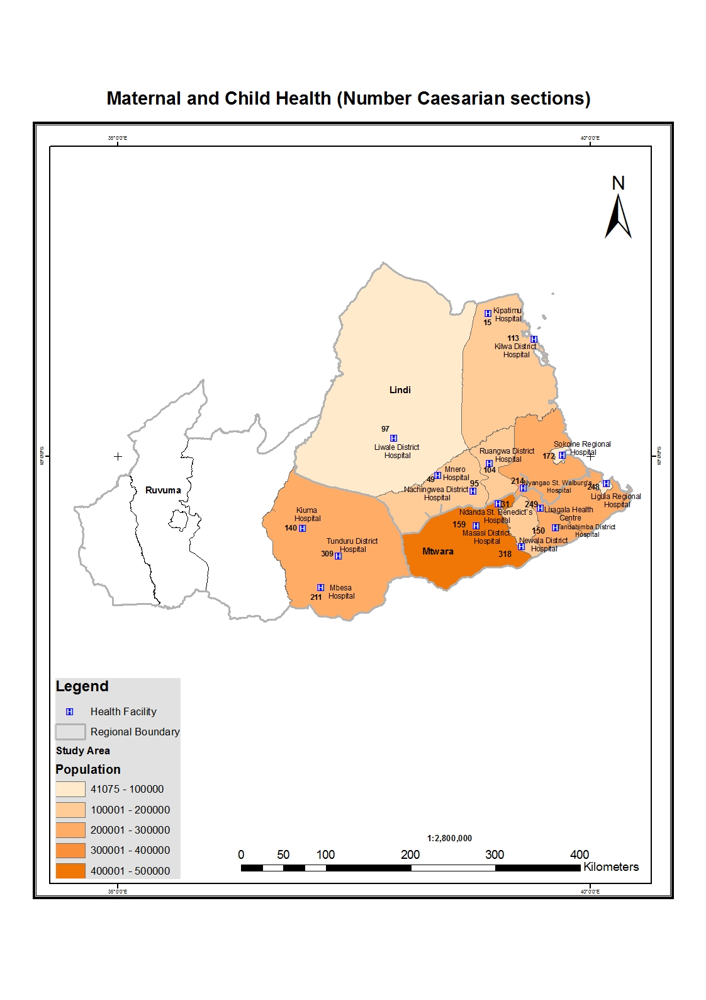 Maternal and Child Health (Number Caesarian sections)
35°0'0"E
40°0'0"E
N
Kipatimu
Hospital
15
113
Kilwa District
Hospital
Lindi
97
Liwale District
Hospital
10°0'0"S
10°0'0"S
Sokoine Regional
Hospital
172
Ruangwa District
Hospital
104
Mnero
Hospital
49
95
Nachingwea District
Hospital
214
Nyangao St. Walburg's
Hospital
248
Ligula Regional
Hospital
Ruvuma
Kiuma
Hospital
140
31
Ndanda St. Benedict`s
Hospital
249
Luagala Health
Centre
159
Masasi District
Hospital
150
Tandahimba District
Hospital
Newala District
Hospital
318
Mtwara
Tunduru District
Hospital
309
Mbesa
Hospital
211
Legend
Health Facility
Regional Boundary
Study Area
Population
41075 - 100000
100001 - 200000
200001 - 300000
300001 - 400000
400001 - 500000
1:2,800,000
0 50 100 200 300 400
Kilometers
35°0'0"E
40°0'0"E